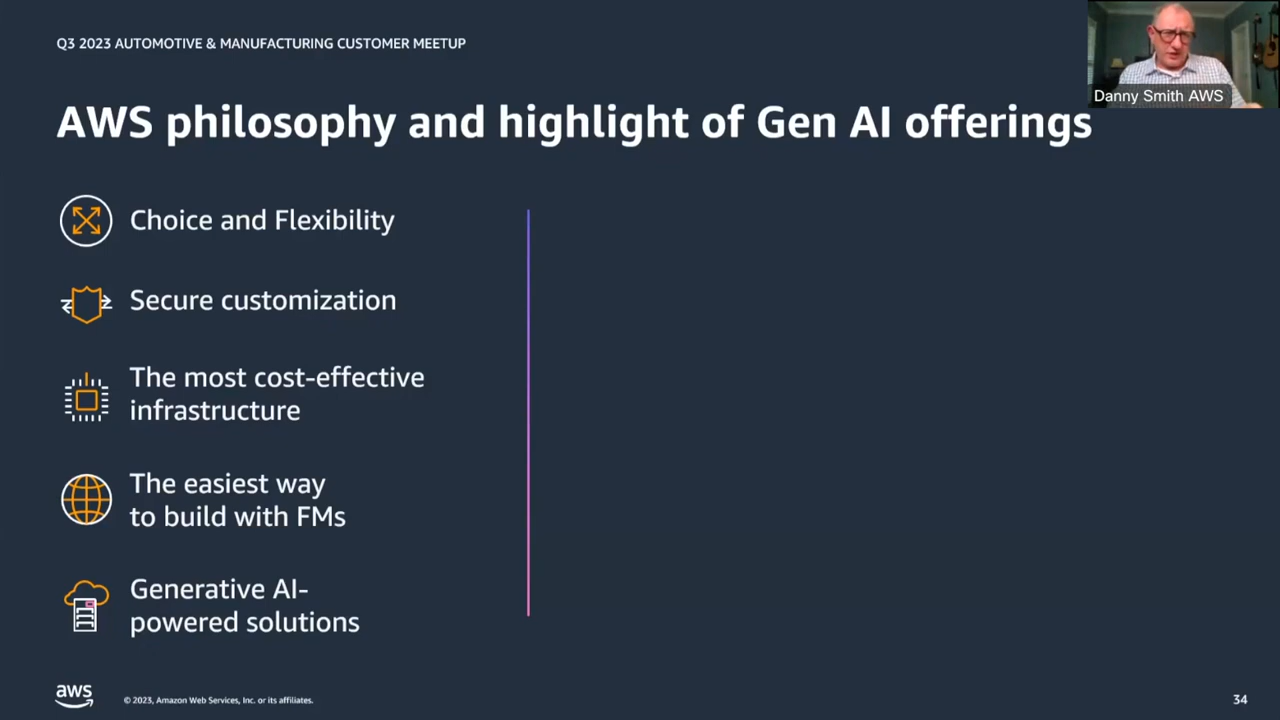 Q3 2023 AUTOMOTIVE & MANUFACTURING CUSTOMER MEETUP
Danny Smith AWS
AWS philosophy and highlight of Gen AI offerings
Choice and Flexibility
Secure customization
The most cost-effective
infrastructure
The easiest way
to build with FMs
Generative AI-
powered solutions
aws
© 2023, Amazon Web Services, Inc. or its affiliates.
34